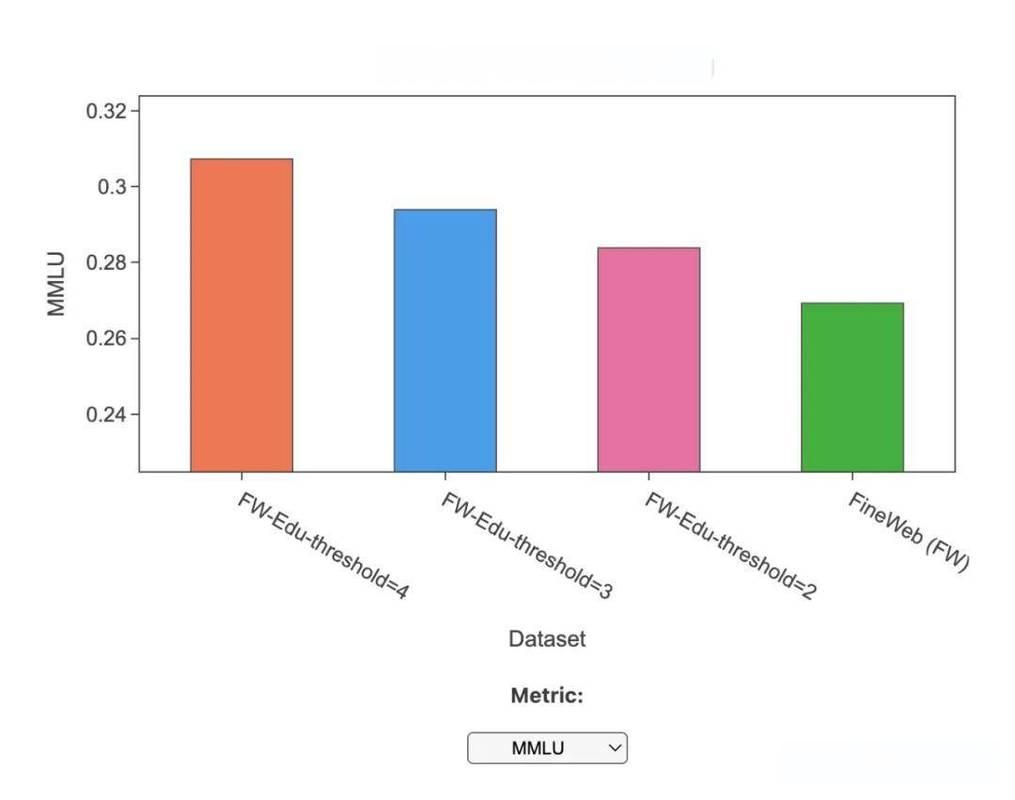 0.32
0.3
0.28
0.26
0.24
MMLU
FW-Edu-threshold=4
FW-Edu-threshold=3
FW-Edu-threshold=2
FineWeb (FW)
Dataset
Metric:
MMLU